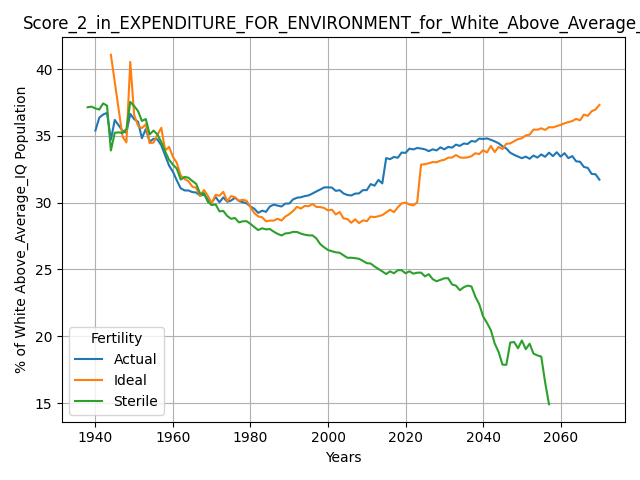 Score_2_in_EXPENDITURE_FOR_ENVIRONMENT_for_White_Above_Average_
% of White Above_Average_IQ Population
40
35
30
25
20
15
Fertility
Actual
Ideal
Sterile
1940 1960 1980 2000 2020 2040 2060
Years